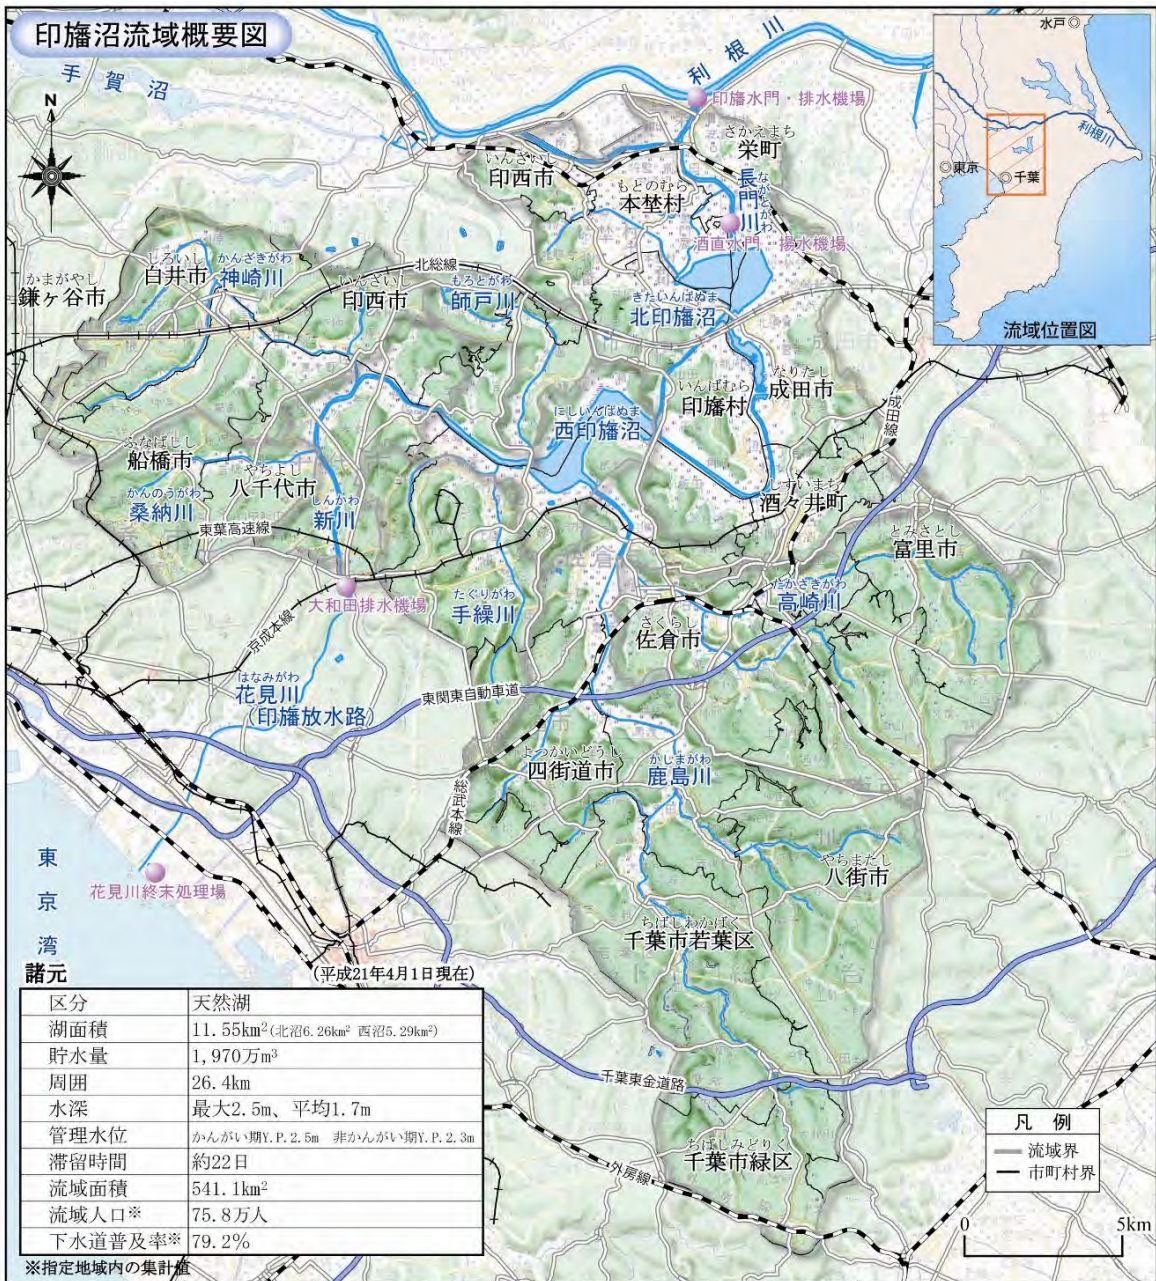 印旛沼流域概要図
手賀沼
N
利根川
印旛水門・排水機場
水戸
利根川
東京
千葉
流域位置図
さかえまち
栄町
いんざいし
印西市
もとのむら
本埜村
ながとがわ
長門川
酒直水門 揚水機場
しろいし
白井市
かんざきがわ
神崎川
かまがやし
鎌ヶ谷市
いんざいし
印西市
北総線
もろとがわ
師戸川
きたいんばぬま
北印旛沼
なりたし
成田市
成田線
いんばむら
印旛村
にしいんばぬま
西印旛沼
ふなばしし
船橋市
やちよし
八千代市
かんのうがわ
桑納川
しんかわ
新川
東葉高速線
しすいまち
酒々井町
とみさとし
富里市
たかさきがわ
高崎川
大和田排水機場
たぐりがわ
手繰川
さくらし
佐倉市
京成本線
はなみがわ
花見川
(印旛放水路)
東関東自動車道
よつかいどうし
四街道市
かしまがわ
鹿島川
総武本線
やちまたし
八街市
東京湾
花見川終末処理場
ちばしわかばく
千葉市若葉区
千葉東金道路
ちばしみどりく
千葉市緑区
外房線
諸元
(平成21年4月1日現在)
区分 天然湖
湖面積 11.55km²(北沼6.26km² 西沼5.29km²)
貯水量 1,970万m³
周囲 26.4km
水深 最大2.5m、平均1.7m
管理水位 かんがい期Y.P.2.5m 非かんがい期Y.P.2.3m
滞留時間 約22日
流域面積 541.1km²
流域人口※ 75.8万人
下水道普及率※ 79.2%
※指定地域内の集計値
凡例
流域界
市町村界
0 5km